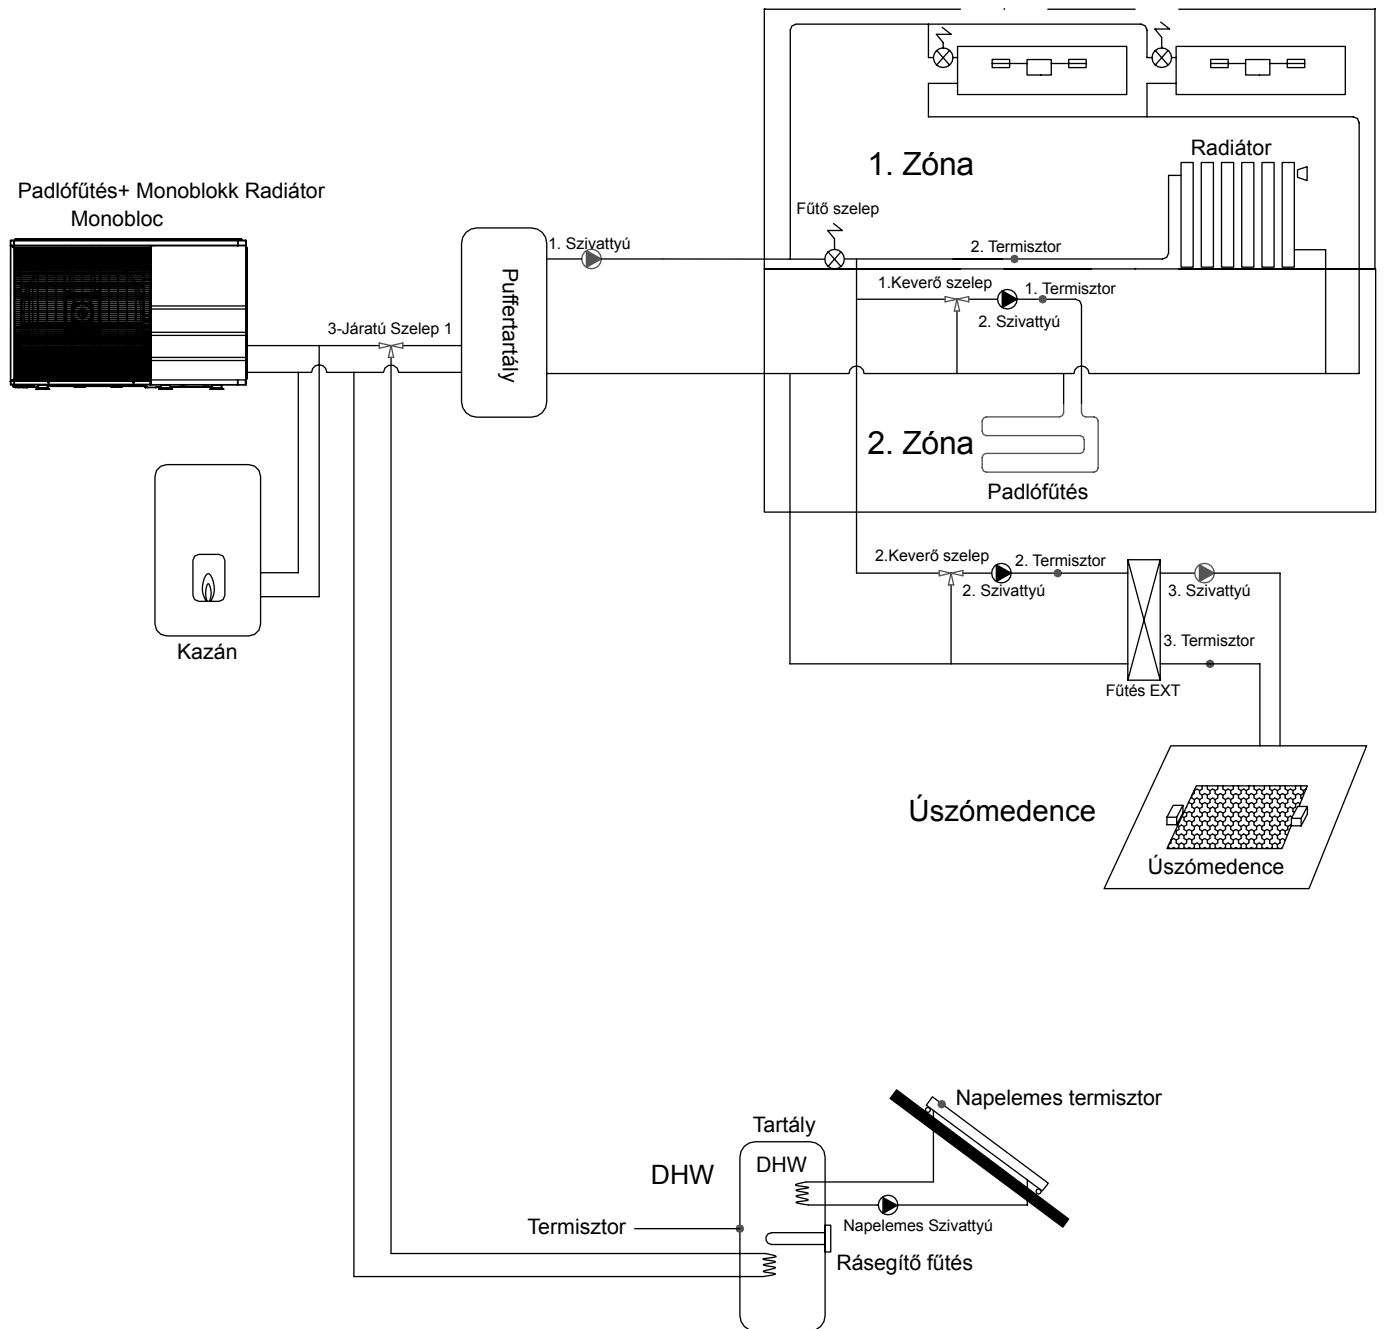 1. Zóna
Radiátor
Padlófűtés+ Monoblokk Radiátor
Monobloc
Fűtő szelep
1. Szivattyú
2. Termisztor
Puffertartály
1.Keverő szelep
1. Termisztor
2. Szivattyú
3-Járatú Szelep 1
2. Zóna
Padlófűtés
2.Keverő szelep
2. Termisztor
2. Szivattyú
3. Szivattyú
Kazán
3. Termisztor
Fűtés EXT
Úszómedence
Úszómedence
Napelemes termisztor
Tartály
DHW
DHW
Termisztor
Napelemes Szivattyú
Rásegítő fűtés